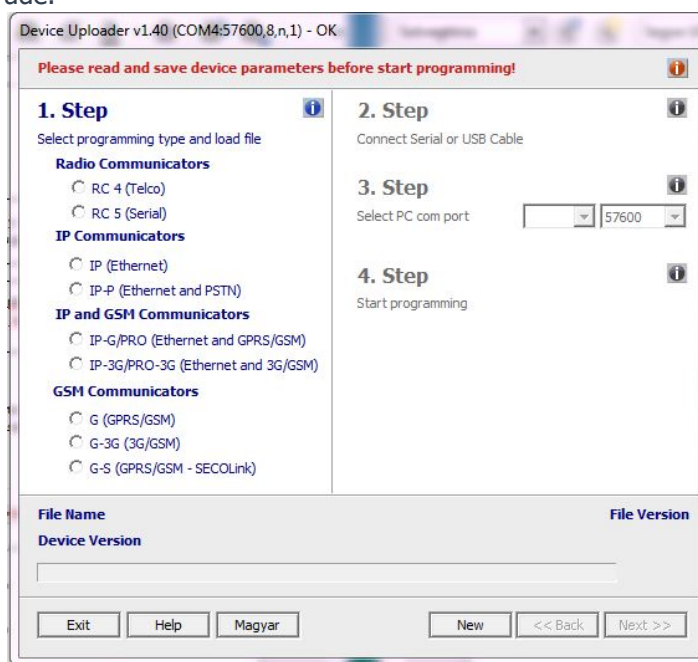 Device Uploader v1.40 (COM4:57600,8,n,1) - OK
Please read and save device parameters before start programming!
1. Step
Select programming type and load file
Radio Communicators
RC 4 (Telco)
RC 5 (Serial)
IP Communicators
IP (Ethernet)
IP-P (Ethernet and PSTN)
IP and GSM Communicators
IP-G/PRO (Ethernet and GPRS/GSM)
IP-3G/PRO-3G (Ethernet and 3G/GSM)
GSM Communicators
G (GPRS/GSM)
G-3G (3G/GSM)
G-S (GPRS/GSM - SECOLink)
2. Step
Connect Serial or USB Cable
3. Step
Select PC com port 57600
4. Step
Start programming
File Name File Version
Device Version
Exit Help Magyar New << Back Next >>